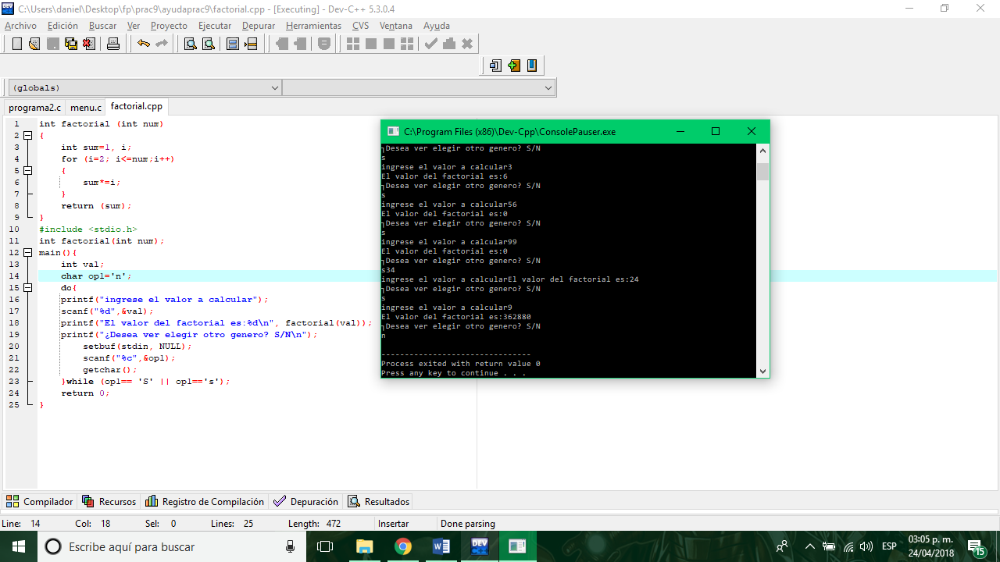 C:\Users\daniel\Desktop\fp\prac9\ayudaprac9\factorial.cpp - [Executing] - Dev-C++ 5.3.0.4
Archivo Edición Buscar Ver Proyecto Ejecutar Depurar Herramientas CVS Ventana Ayuda
(globals)
programa2.c menu.c factorial.cpp
1 int factorial (int num)
2 {
3 int sum=1, i;
4 for (i=2; i<=num;i++)
5 {
6 sum*=i;
7 }
8 return (sum);
9 }
10 #include <stdio.h>
11 int factorial(int num);
12 main(){
13 int val;
14 char opl='n';
15 do{
16 printf("ingrese el valor a calcular");
17 scanf("%d",&val);
18 printf("El valor del factorial es:%d\n", factorial(val));
19 printf("¿Desea ver elegir otro genero? S/N\n");
20 setbuf(stdin, NULL);
21 scanf("%c",&opl);
22 getchar();
23 }while (opl== 'S' || opl=='s');
24 return 0;
25 }
C:\Program Files (x86)\Dev-Cpp\ConsolePauser.exe
┐Desea ver elegir otro genero? S/N
s
ingrese el valor a calcular3
El valor del factorial es:6
┐Desea ver elegir otro genero? S/N
s
ingrese el valor a calcular56
El valor del factorial es:0
┐Desea ver elegir otro genero? S/N
s
ingrese el valor a calcular99
El valor del factorial es:0
┐Desea ver elegir otro genero? S/N
s34
ingrese el valor a calcularEl valor del factorial es:24
┐Desea ver elegir otro genero? S/N
s
ingrese el valor a calcular9
El valor del factorial es:362880
┐Desea ver elegir otro genero? S/N
n
--------------------------------
Process exited with return value 0
Press any key to continue . . .
Compilador Recursos Registro de Compilación Depuración Resultados
Line: 14 Col: 18 Sel: 0 Lines: 25 Length: 472 Insertar Done parsing
Escribe aquí para buscar
ESP
03:05 p. m.
24/04/2018
15